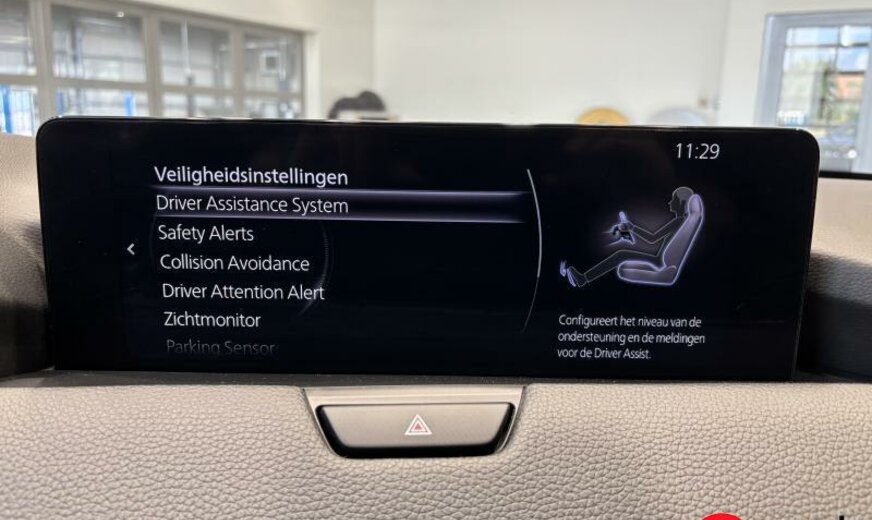 11:29
Veiligheidsinstellingen
Driver Assistance System
Safety Alerts
Collision Avoidance
Driver Attention Alert
Zichtmonitor
Parking Sensor
Configureert het niveau van de
ondersteuning en de meldingen
voor de Driver Assist.